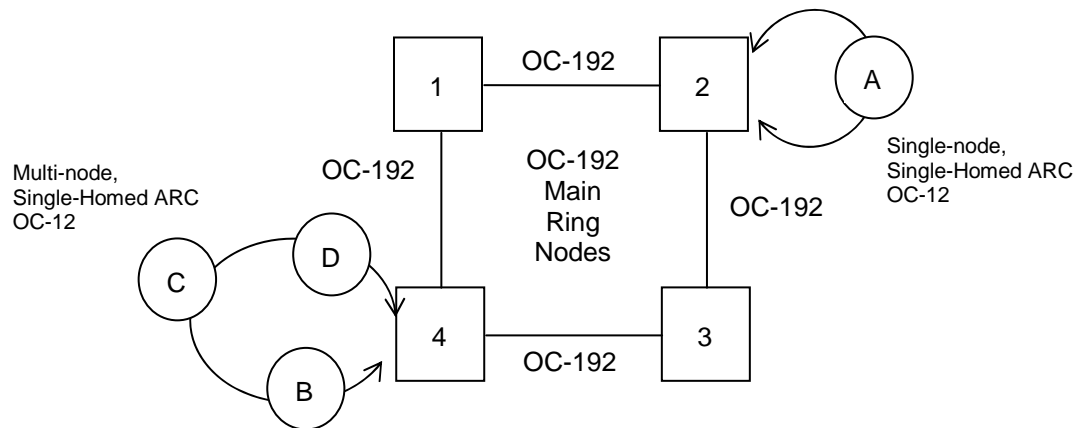 OC-192
1
2
A
Single-node,
Single-Homed ARC
OC-12
Multi-node,
Single-Homed ARC
OC-12
OC-192
OC-192
Main
Ring
Nodes
OC-192
C
D
B
4
3
OC-192